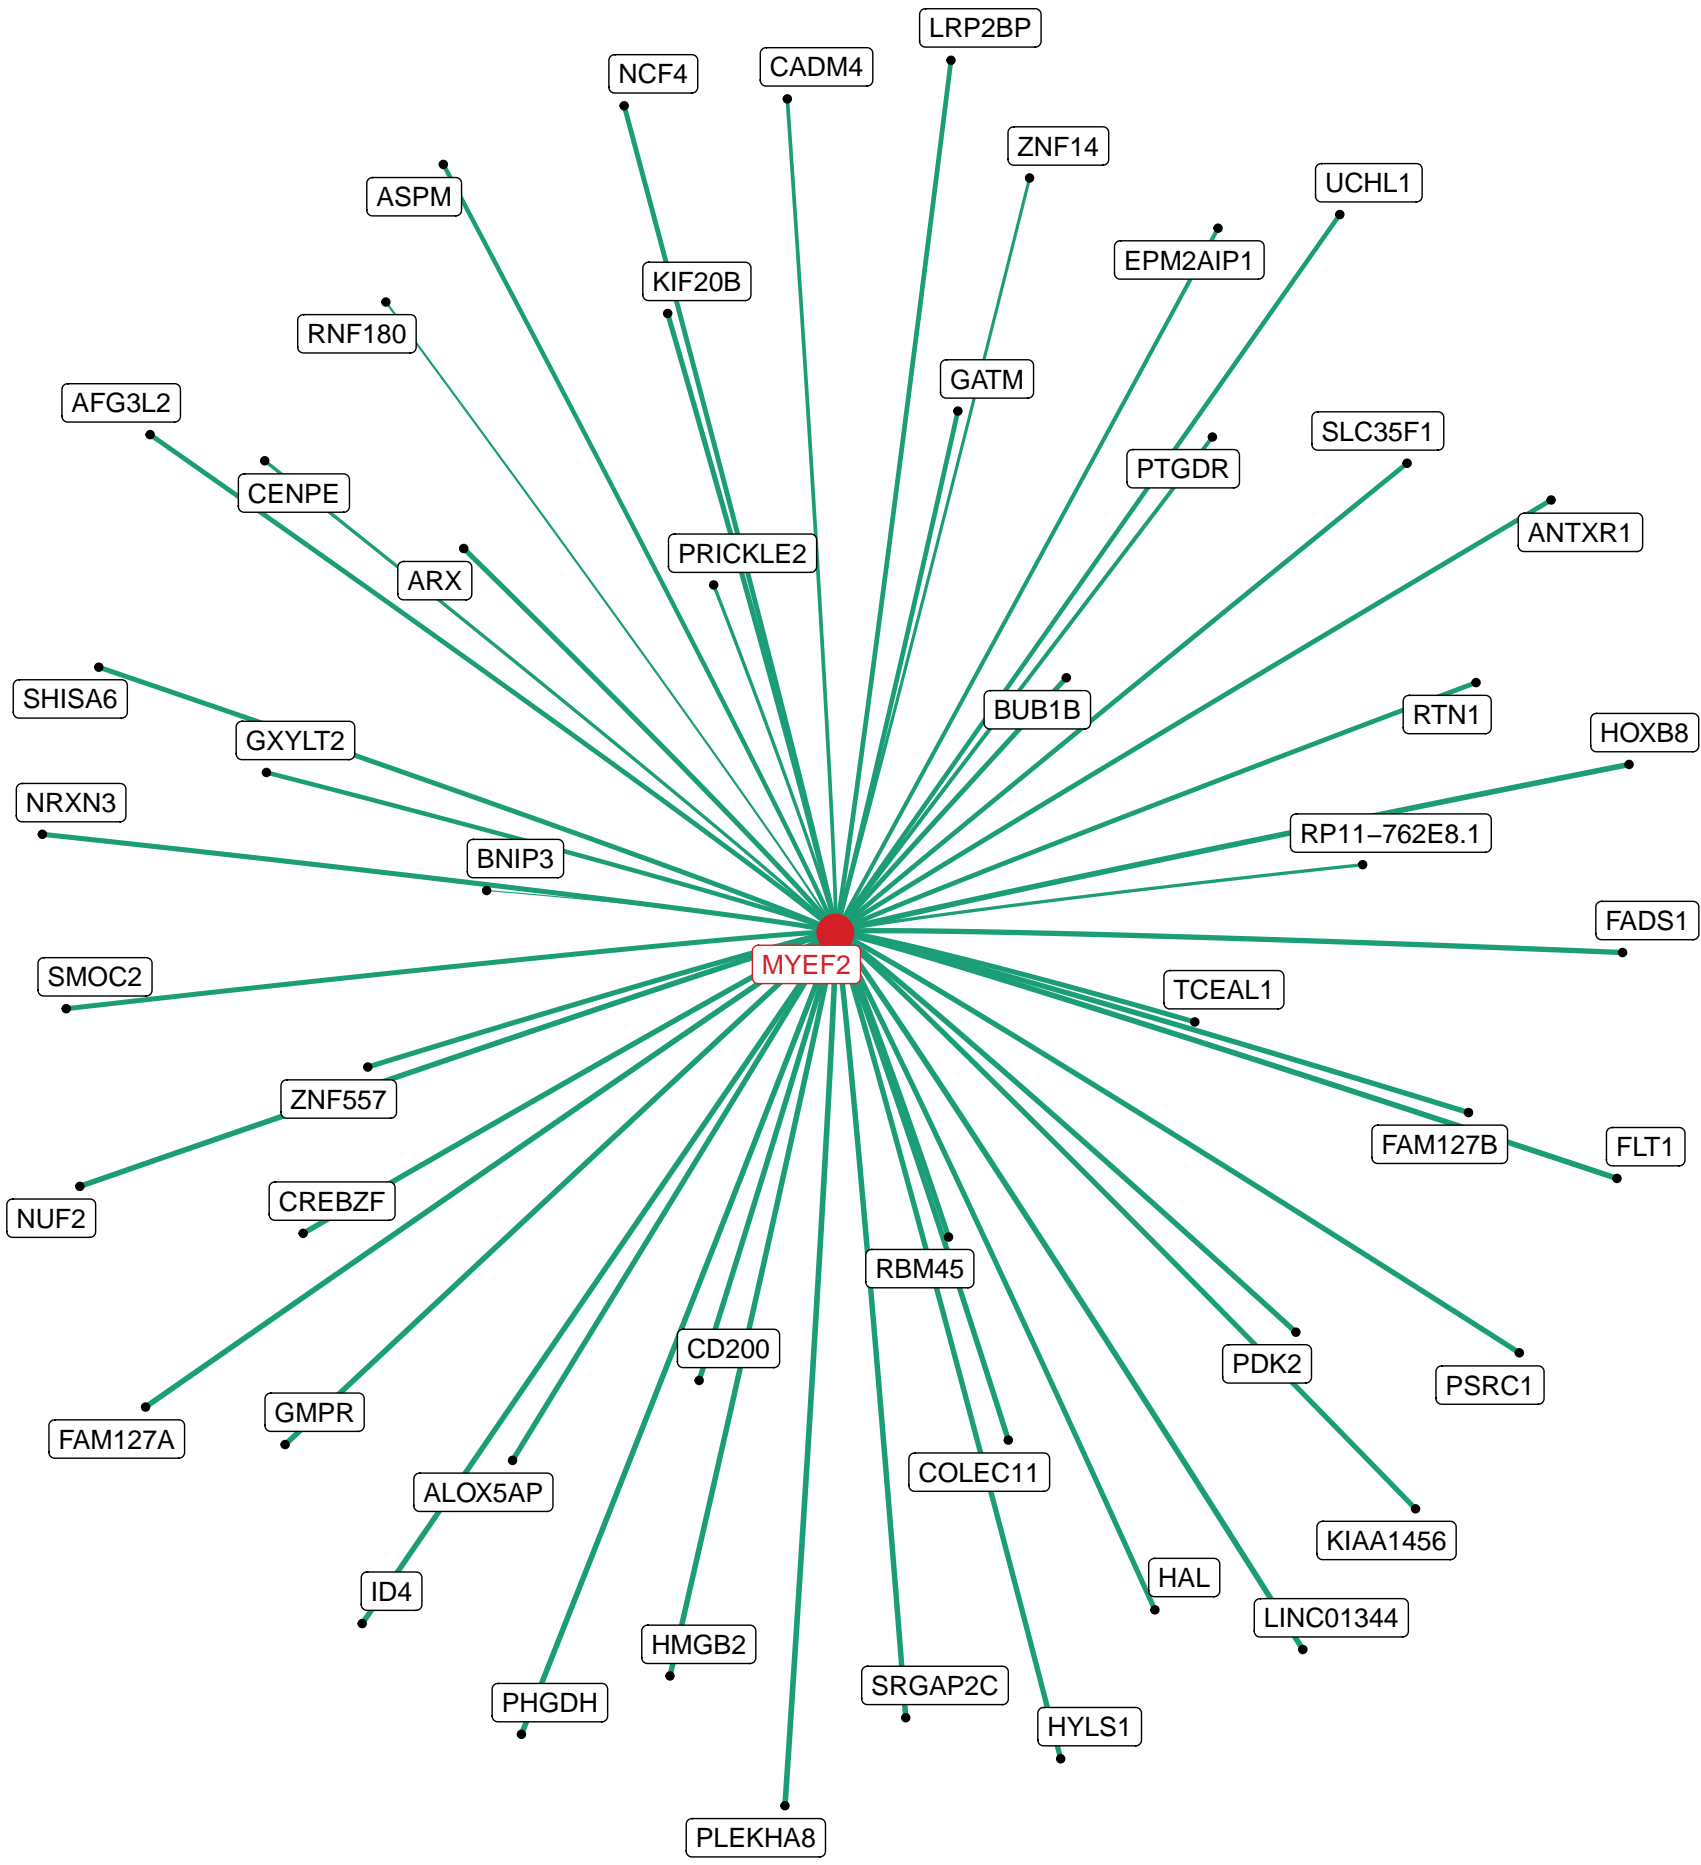 LRP2BP
CADM4
NCF4
ZNF14
UCHL1
ASPM
EPM2AIP1
KIF20B
RNF180
GATM
AFG3L2
SLC35F1
PTGDR
CENPE
ANTXR1
PRICKLE2
ARX
SHISA6
BUB1B
RTN1
HOXB8
GXYLT2
NRXN3
RP11−762E8.1
BNIP3
FADS1
MYEF2
SMOC2
TCEAL1
ZNF557
FAM127B
FLT1
CREBZF
NUF2
RBM45
CD200
PDK2
PSRC1
GMPR
FAM127A
COLEC11
ALOX5AP
KIAA1456
HAL
ID4
LINC01344
HMGB2
SRGAP2C
PHGDH
HYLS1
PLEKHA8